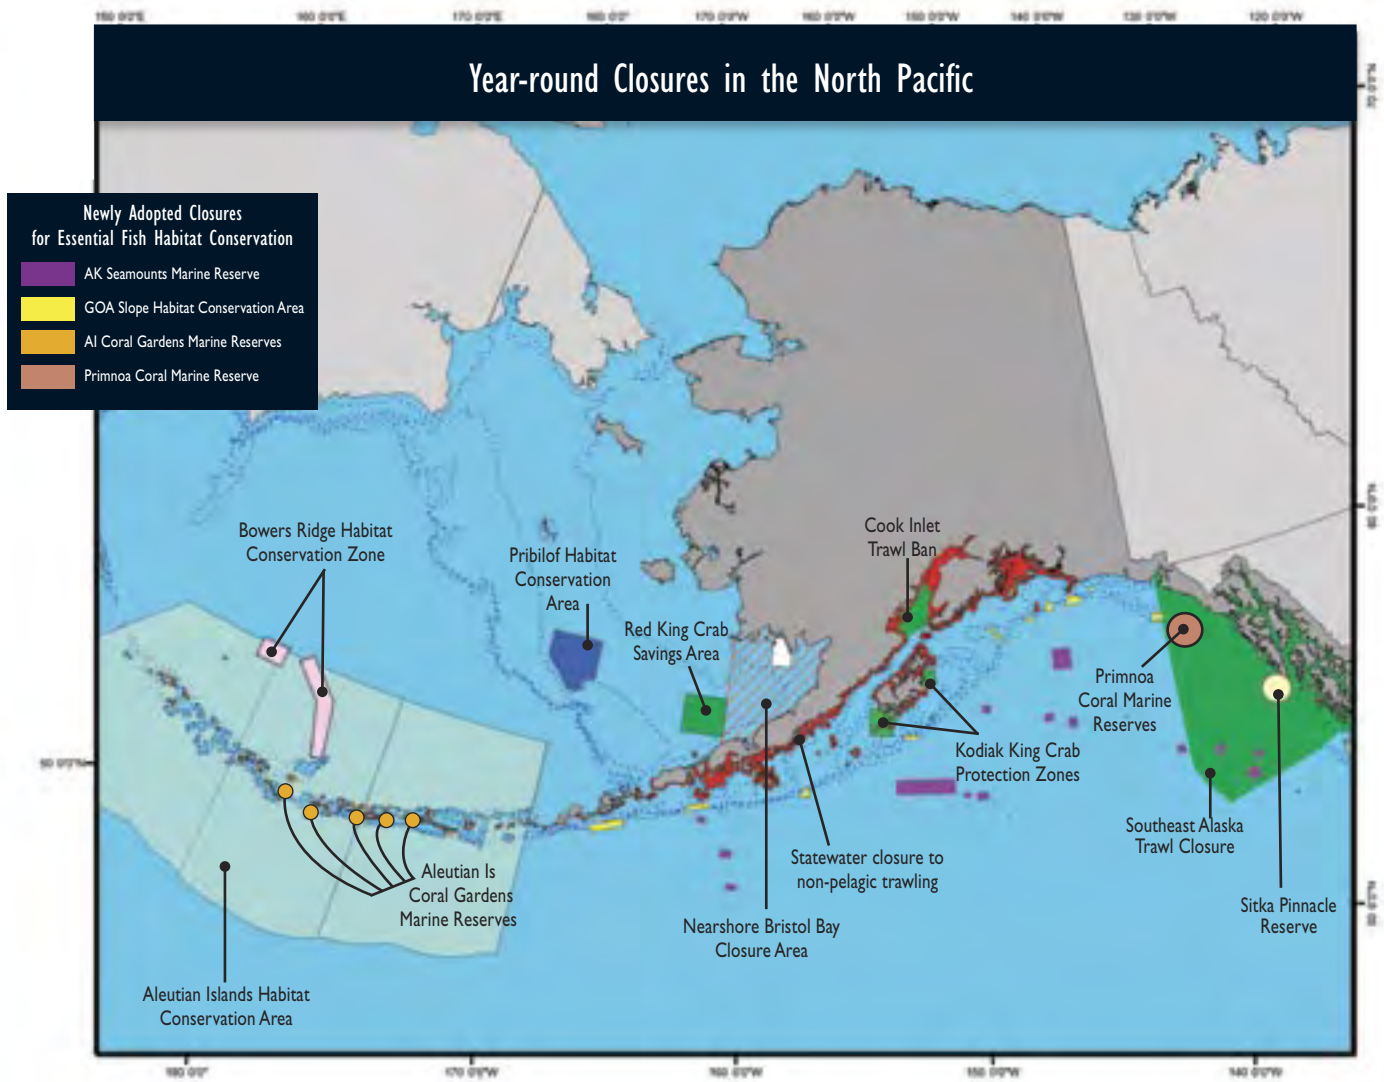 Year-round Closures in the North Pacific
Newly Adopted Closures
for Essential Fish Habitat Conservation
AK Seamounts Marine Reserve
GOA Slope Habitat Conservation Area
AI Coral Gardens Marine Reserves
Primnoa Coral Marine Reserve
Bowers Ridge Habitat
Conservation Zone
Pribilof Habitat
Conservation
Area
Red King Crab
Savings Area
Cook Inlet
Trawl Ban
Primnoa
Coral Marine
Reserves
Kodiak King Crab
Protection Zones
Southeast Alaska
Trawl Closure
Sitka Pinnacle
Reserve
Statewater closure to
non-pelagic trawling
Nearshore Bristol Bay
Closure Area
Aleutian Is
Coral Gardens
Marine Reserves
Aleutian Islands Habitat
Conservation Area